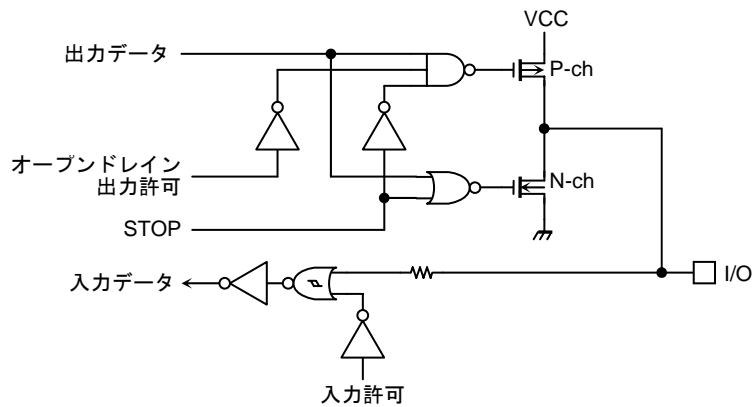 VCC
出力データ
P-ch
オープンドレイン
出力許可
N-ch
STOP
入力データ
I/O
入力許可